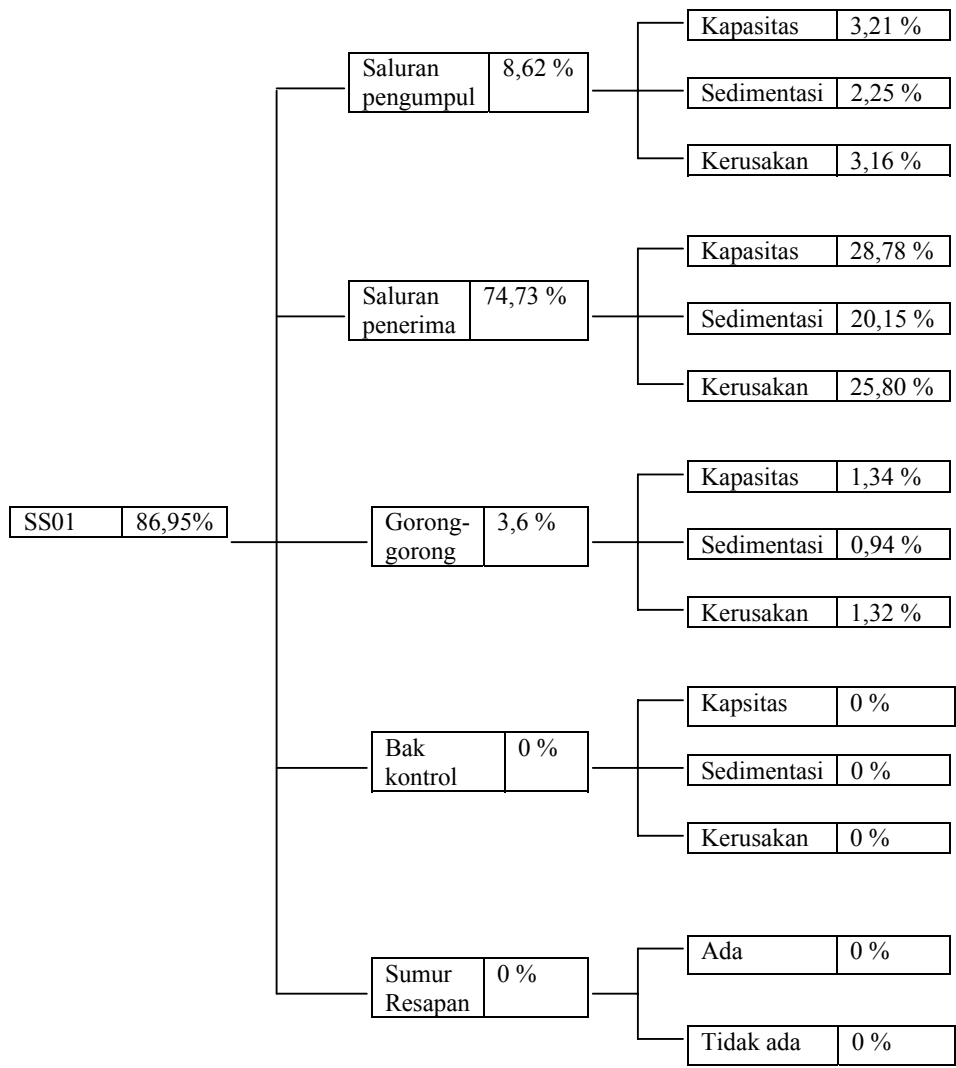 SS01 86,95%
Saluran 8,62 %
pengumpul
Kapasitas 3,21 %
Sedimentasi 2,25 %
Kerusakan 3,16 %
Saluran 74,73 %
penerima
Kapasitas 28,78 %
Sedimentasi 20,15 %
Kerusakan 25,80 %
Gorong- 3,6 %
gorong
Kapasitas 1,34 %
Sedimentasi 0,94 %
Kerusakan 1,32 %
Bak 0 %
kontrol
Kapsitas 0 %
Sedimentasi 0 %
Kerusakan 0 %
Sumur 0 %
Resapan
Ada 0 %
Tidak ada 0 %